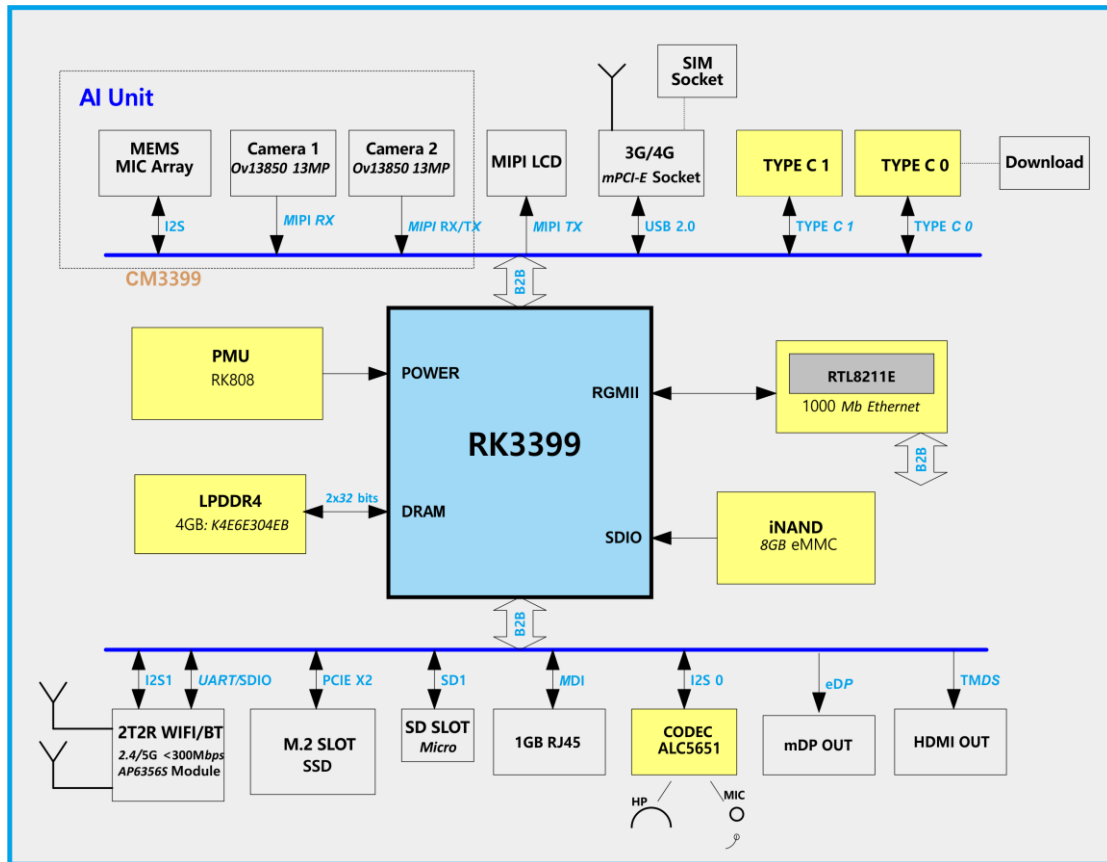 SIM
Socket
AI Unit
MEMS
MIC Array
Camera 1
Ov13850 13MP
Camera 2
Ov13850 13MP
MIPI LCD
3G/4G
mPCI-E Socket
TYPE C 1
TYPE C 0
Download
I2S
MIPI RX
MIPI RX/TX
MIPI TX
USB 2.0
TYPE C 1
TYPE C 0
CM3399
B2B
PMU
RK808
POWER
RGMII
RTL8211E
1000 Mb Ethernet
RK3399
B2B
LPDDR4
4GB: K4E6E304EB
2x32 bits
DRAM
SDIO
iNAND
8GB eMMC
B2B
I2S1
UART/SDIO
PCIE X2
SD1
MDI
I2S 0
eDP
TMDS
2T2R WIFI/BT
2.4/5G <300Mbps
AP6356S Module
M.2 SLOT
SSD
SD SLOT
Micro
1GB RJ45
CODEC
ALC5651
mDP OUT
HDMI OUT
HP
MIC